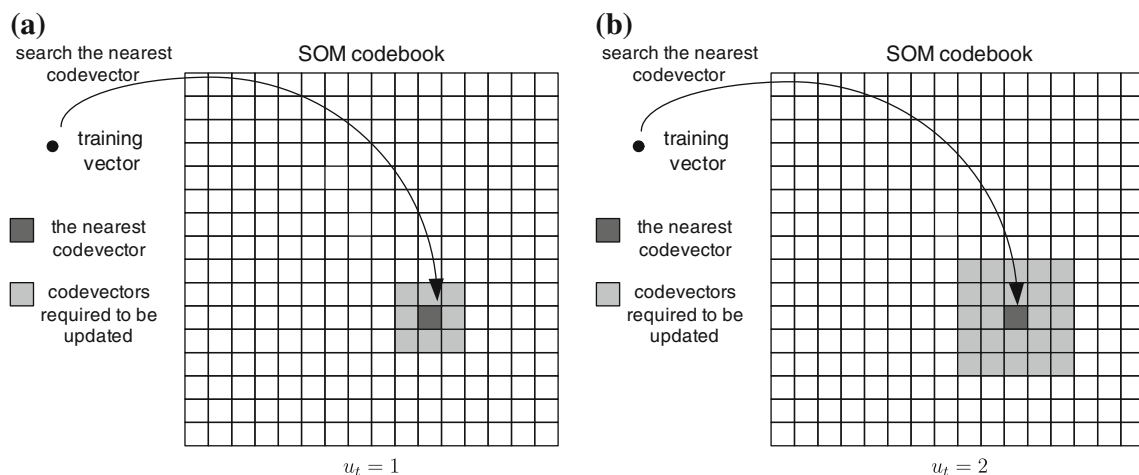 (a)
search the nearest
codevector
SOM codebook
training
vector
the nearest
codevector
codevectors
required to be
updated
u_t = 1
(b)
search the nearest
codevector
SOM codebook
training
vector
the nearest
codevector
codevectors
required to be
updated
u_t = 2